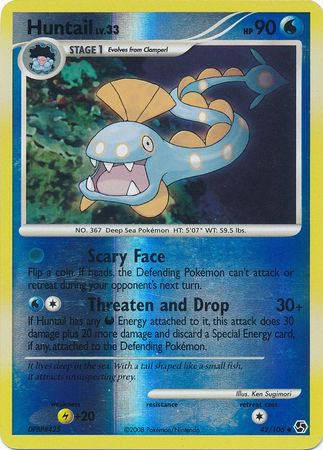 Huntail LV.33
HP 90
STAGE 1 Evolves from Clamperl
NO. 367 Deep Sea Pokémon HT: 5'07" WT: 59.5 lbs.
Scary Face
Flip a coin. If heads, the Defending Pokémon can't attack or
retreat during your opponent's next turn.
Threaten and Drop 30+
If Huntail has any Energy attached to it, this attack does 30
damage plus 20 more damage and discard a Special Energy card,
if any, attached to the Defending Pokémon.
It lives deep in the sea. With a tail shaped like a small fish,
it attracts unsuspecting prey.
Illus. Ken Sugimori
weakness resistance retreat cost
+20
DPBP#425 ©2008 Pokémon/Nintendo 42/106